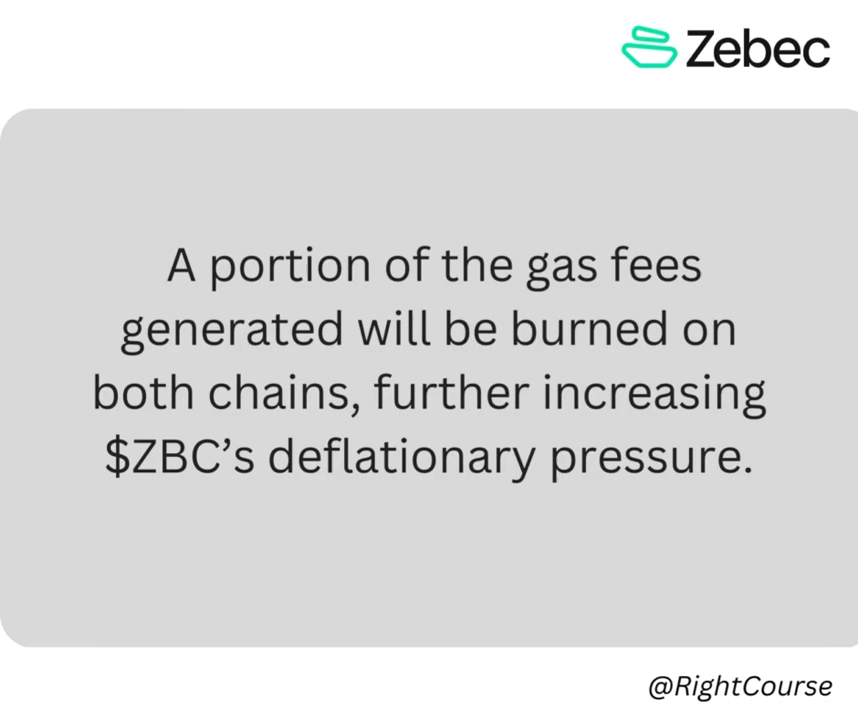 Zebec
A portion of the gas fees
generated will be burned on
both chains, further increasing
$ZBC’s deflationary pressure.
@RightCourse